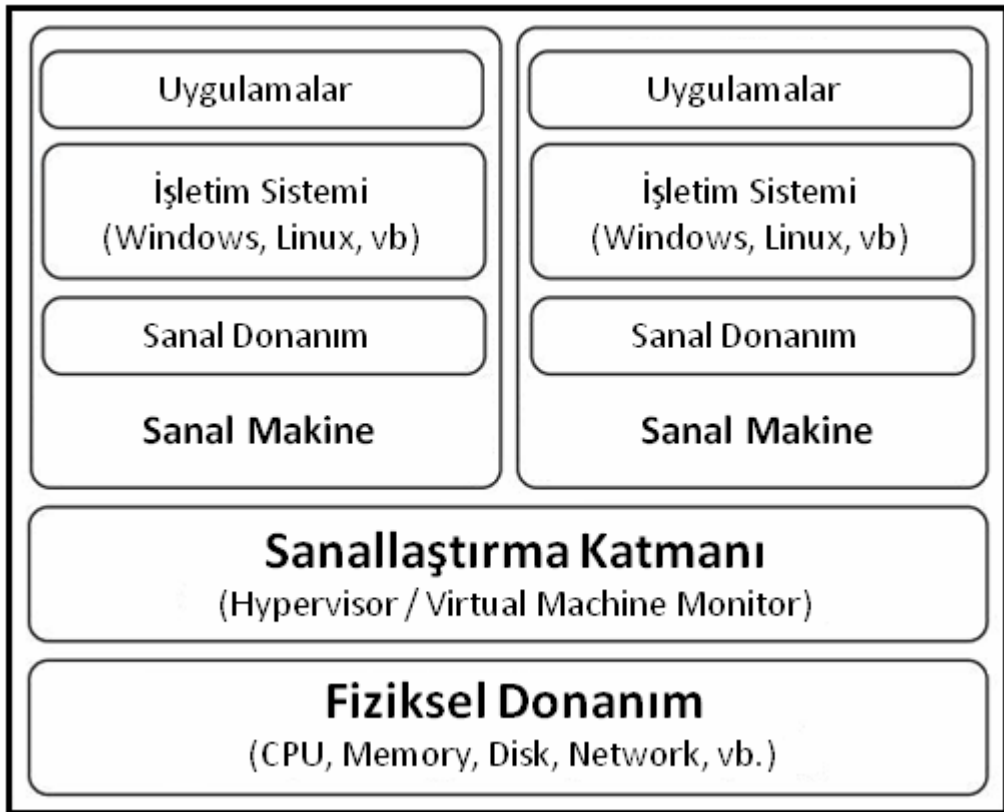 Uygulamalar
İşletim Sistemi
(Windows, Linux, vb)
Sanal Donanım
Sanal Makine
Uygulamalar
İşletim Sistemi
(Windows, Linux, vb)
Sanal Donanım
Sanal Makine
Sanallaştırma Katmanı
(Hypervisor / Virtual Machine Monitor)
Fiziksel Donanım
(CPU, Memory, Disk, Network, vb.)